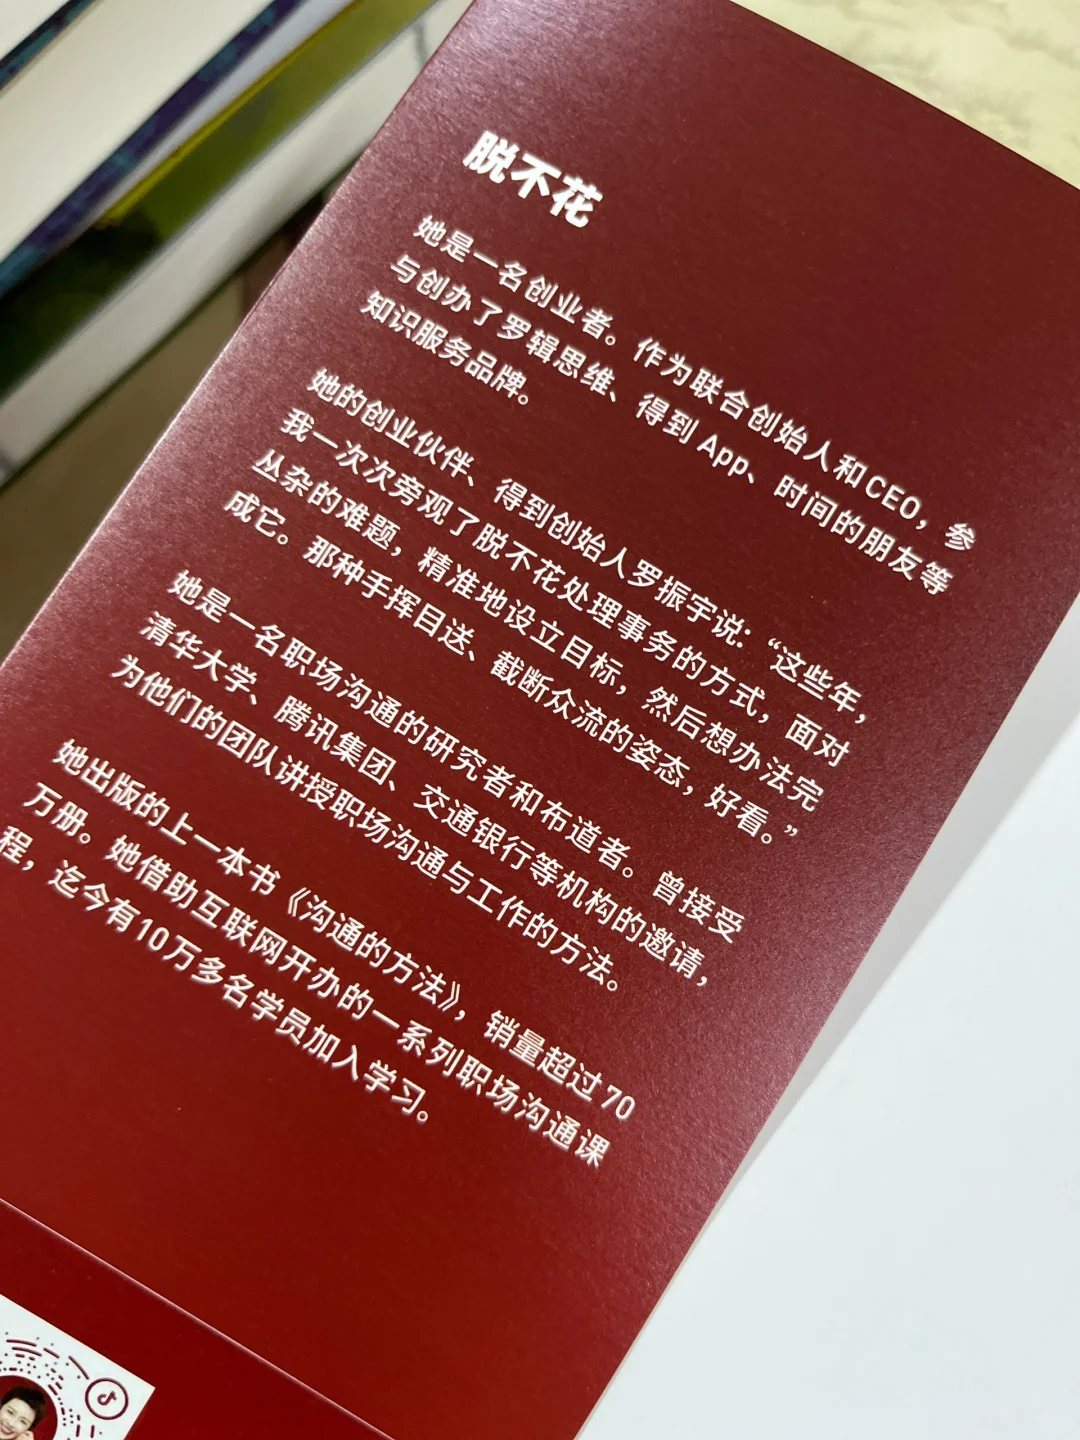 脱不花
她是一名创业者。作为联合创始人和CEO，参
与创办了罗辑思维、得到 App、时间的朋友等
知识服务品牌。
她的创业伙伴、得到创始人罗振宇说：“这些年，
我一次次旁观了脱不花处理事务的方式，面对
丛杂的难题，精准地设立目标，然后想办法完
成它。那种手挥目送、截断众流的姿态，好看。”
她是一名职场沟通的研究者和布道者。曾接受
清华大学、腾讯集团、交通银行等机构的邀请，
为他们的团队讲授职场沟通与工作的方法。
她出版的上一本书《沟通的方法》，销量超过 70
万册。她借助互联网开办的一系列职场沟通课
程，迄今有10万多名学员加入学习。